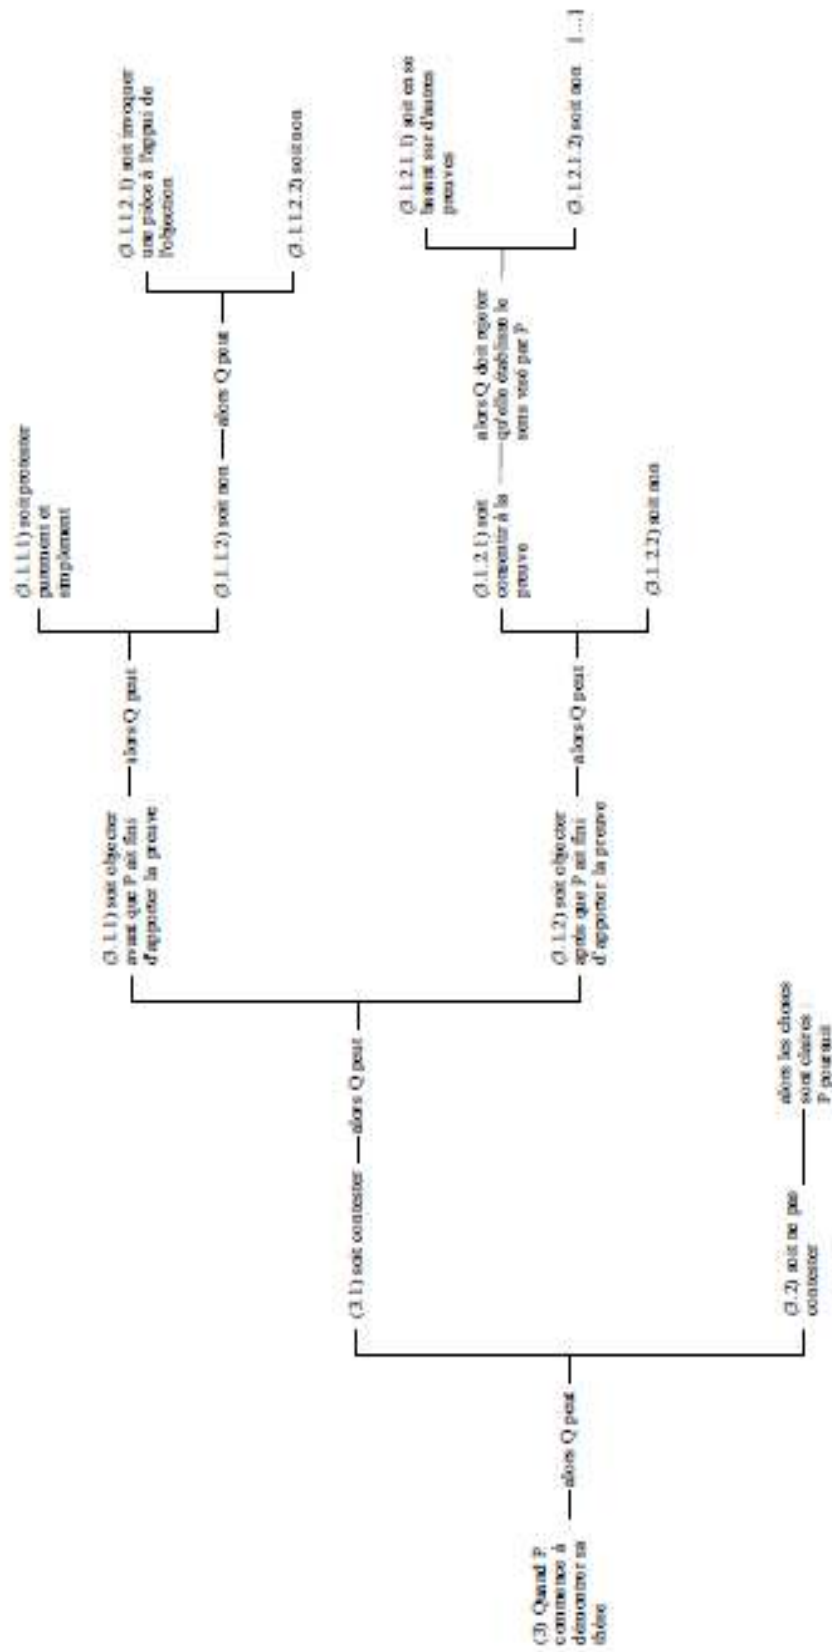 (3) Quand P
commence à
démontrer sa
thèse
alors Q peut
(3.1) soit contester
alors Q peut
(3.1.1) soit objecter
avant que P ait fini
d'apporter la preuve
alors Q peut
(3.1.1.1) soit protester
purement et
simplement
(3.1.1.2) soit non
alors Q peut
(3.1.1.2.1) soit invoquer
une pièce à l'appui de
l'objection
(3.1.1.2.2) soit non
(3.1.2) soit objecter
après que P ait fini
d'apporter la preuve
alors Q peut
(3.1.2.1) soit
consentir à la
preuve
alors Q doit rejeter
qu'elle établisse le
sens visé par P
(3.1.2.1.1) soit en se
basant sur d'autres
preuves
(3.1.2.1.2) soit non [...]
(3.1.2.2) soit non
(3.2) soit ne pas
contester
alors les choses
sont claires
P poursuit